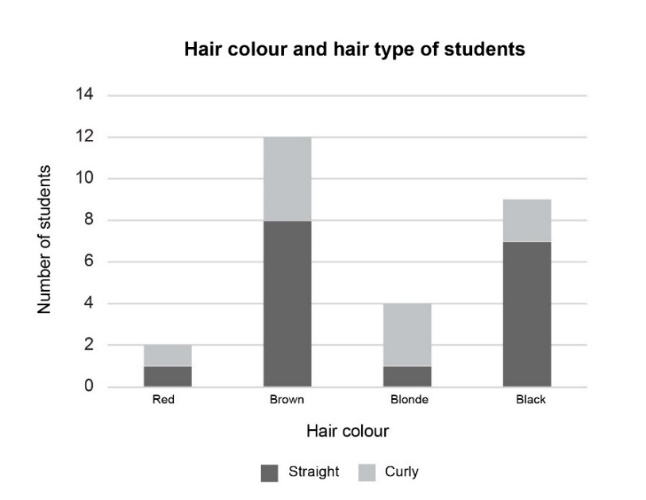 Hair colour and hair type of students
14
12
10
8
6
4
2
0
Number of students
Red Brown Blonde Black
Hair colour
Straight Curly